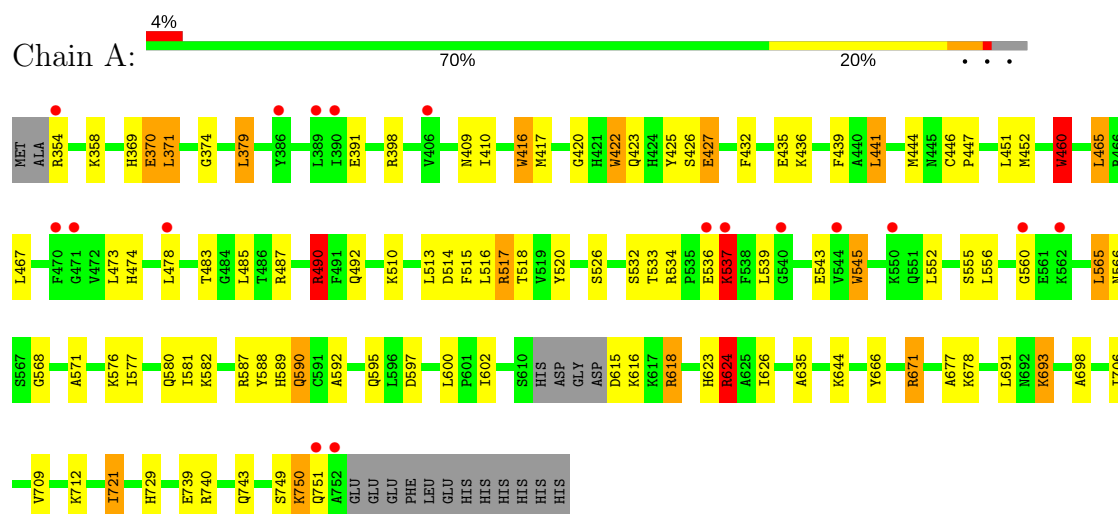 4%
Chain A:
70% 20% • • •
MET ALA R354 K358 H369 E370 L371 G374 L379 Y386 L389 I390 E391 R398 V406 N409 I410 W416 M417 G420 H421 W422 Q423 H424 Y425 S426 E427 F432 E435 K436 F439 A440 L441 M444 N445 C446 P447 L451 M452 W460 L465
L467 F470 G471 V472 L473 H474 L478 T483 G484 L485 T486 R487 R490 F491 Q492 K510 L513 D514 F515 L516 R517 T518 V519 Y520 S526 S532 T533 R534 P535 E536 K537 F538 L539 G540 E543 V544 W545 K550 Q551 L552 S555 L556 G560 E561 K562 L565 N566
S567 G568 A571 K576 I577 Q580 I581 K582 R587 Y588 H589 Q590 C591 A592 Q595 L596 D597 L600 P601 I602 S610 HIS ASP GLY ASP D615 K616 K617 R618 H623 R624 A625 I626 A635 K644 Y666 R671 A677 K678 L691 N692 K693 A698
V709 K712 I721 H729 E739 R740 Q743 S749 K750 Q751 A752 GLU GLU GLU PHE LEU GLU HIS HIS HIS HIS HIS HIS